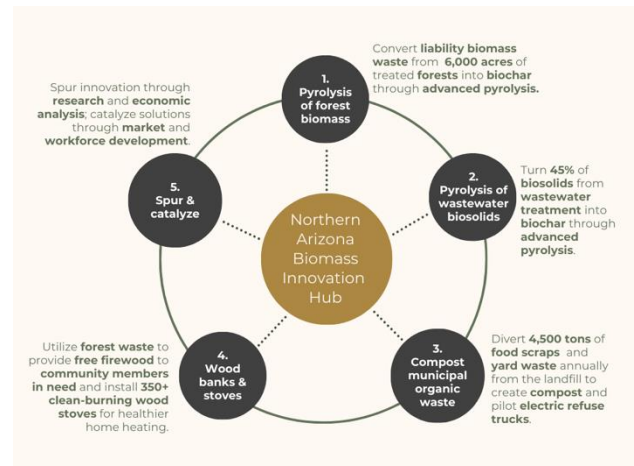 1.
Pyrolysis
of forest
biomass
Convert liability biomass
waste from 6,000 acres of
treated forests into biochar
through advanced pyrolysis.
2.
Pyrolysis of
wastewater
biosolids
Turn 45% of
biosolids from
wastewater
treatment into
biochar through
advanced
pyrolysis.
3.
Compost
municipal
organic
waste
Divert 4,500 tons of
food scraps and
yard waste annually
from the landfill to
create compost and
pilot electric refuse
trucks.
4.
Wood
banks &
stoves
Utilize forest waste to
provide free firewood to
community members
in need and install 350+
clean-burning wood
stoves for healthier
home heating.
5.
Spur &
catalyze
Spur innovation through
research and economic
analysis; catalyze solutions
through market and
workforce development.
Northern
Arizona
Biomass
Innovation
Hub